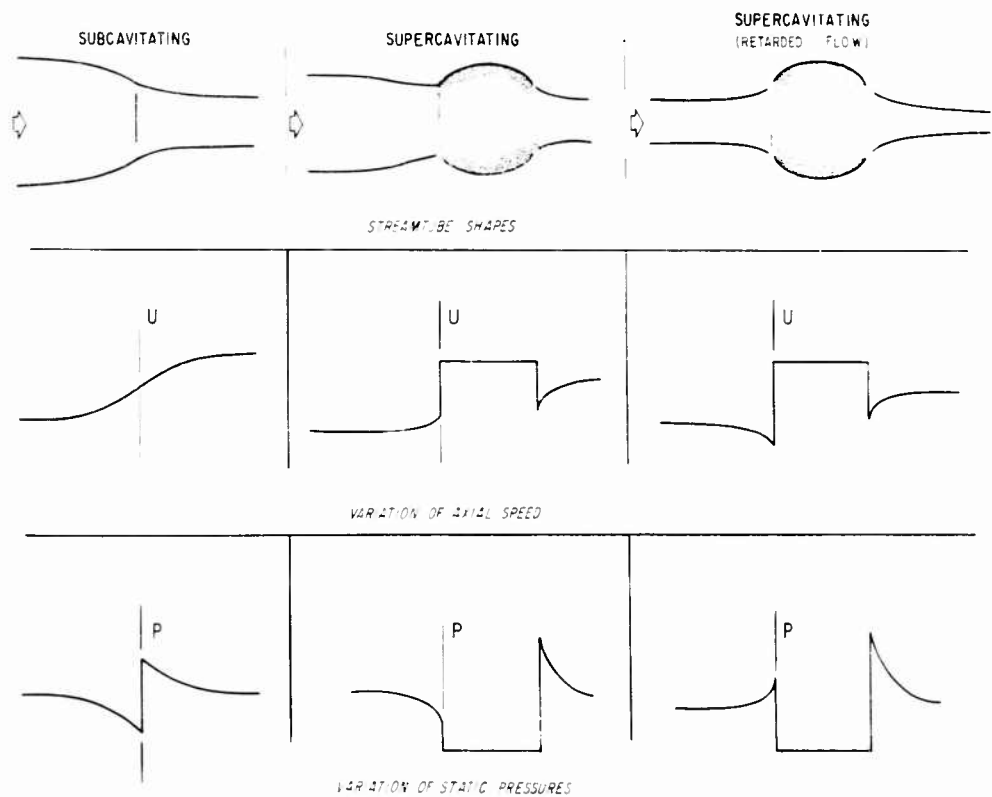 SUBCAVITATING
SUPERCAVITATING
SUPERCAVITATING
(RETARDED FLOW)
STREAMTUBE SHAPES
U
U
U
VARIATION OF AXIAL SPEED
P
P
P
VARIATION OF STATIC PRESSURES